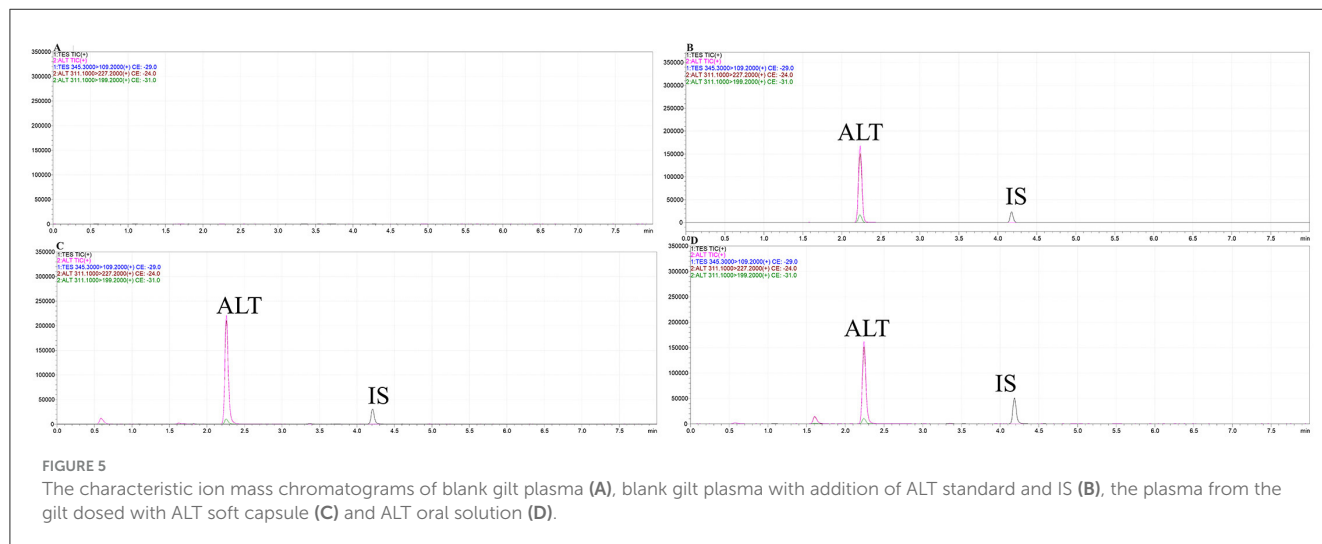 A
1:TES TIC(+)
2:ALT TIC(+)
1:TES 345.3000>109.2000(+) CE: -29.0
2:ALT 311.1000>227.2000(+) CE: -24.0
2:ALT 311.1000>199.2000(+) CE: -31.0
350000
300000
250000
200000
150000
100000
50000
0
0.0 0.5 1.0 1.5 2.0 2.5 3.0 3.5 4.0 4.5 5.0 5.5 6.0 6.5 7.0 7.5 min
B
1:TES TIC(+)
2:ALT TIC(+)
1:TES 345.3000>109.2000(+) CE: -29.0
2:ALT 311.1000>227.2000(+) CE: -24.0
2:ALT 311.1000>199.2000(+) CE: -31.0
350000
300000
250000
200000
150000
100000
50000
0
ALT
IS
0.0 0.5 1.0 1.5 2.0 2.5 3.0 3.5 4.0 4.5 5.0 5.5 6.0 6.5 7.0 7.5 min
C
1:TES TIC(+)
2:ALT TIC(+)
1:TES 345.3000>109.2000(+) CE: -29.0
2:ALT 311.1000>227.2000(+) CE: -24.0
2:ALT 311.1000>199.2000(+) CE: -31.0
350000
300000
250000
200000
150000
100000
50000
0
ALT
IS
0.0 0.5 1.0 1.5 2.0 2.5 3.0 3.5 4.0 4.5 5.0 5.5 6.0 6.5 7.0 7.5 min
D
1:TES TIC(+)
2:ALT TIC(+)
1:TES 345.3000>109.2000(+) CE: -29.0
2:ALT 311.1000>227.2000(+) CE: -24.0
2:ALT 311.1000>199.2000(+) CE: -31.0
350000
300000
250000
200000
150000
100000
50000
0
ALT
IS
0.0 0.5 1.0 1.5 2.0 2.5 3.0 3.5 4.0 4.5 5.0 5.5 6.0 6.5 7.0 7.5 min
FIGURE 5
The characteristic ion mass chromatograms of blank gilt plasma (A), blank gilt plasma with addition of ALT standard and IS (B), the plasma from the
gilt dosed with ALT soft capsule (C) and ALT oral solution (D).